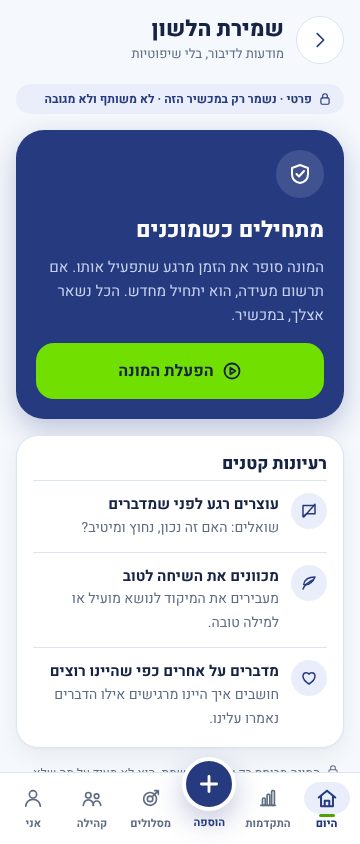 שמירת הלשון
מודעות לדיבור, בלי שיפוטיות
פרטי · נשמר רק במכשיר הזה · לא משותף ולא מגובה
מתחילים כשמוכנים
המונה סופר את הזמן מרגע שתפעיל אותו. אם
תרשום מעידה, הוא יתחיל מחדש. הכל נשאר
אצלך, במכשיר.
הפעלת המונה
רעיונות קטנים
עוצרים רגע לפני שמדברים
שואלים: האם זה נכון, נחוץ ומיטיב?
מכוונים את השיחה לטוב
מעבירים את המיקוד לנושא מועיל או
למילה טובה.
מדברים על אחרים כפי שהיינו רוצים
חושבים איך היינו מרגישים אילו הדברים
נאמרו עלינו.
היום
התקדמות
הוספה
מסלולים
קהילה
אני